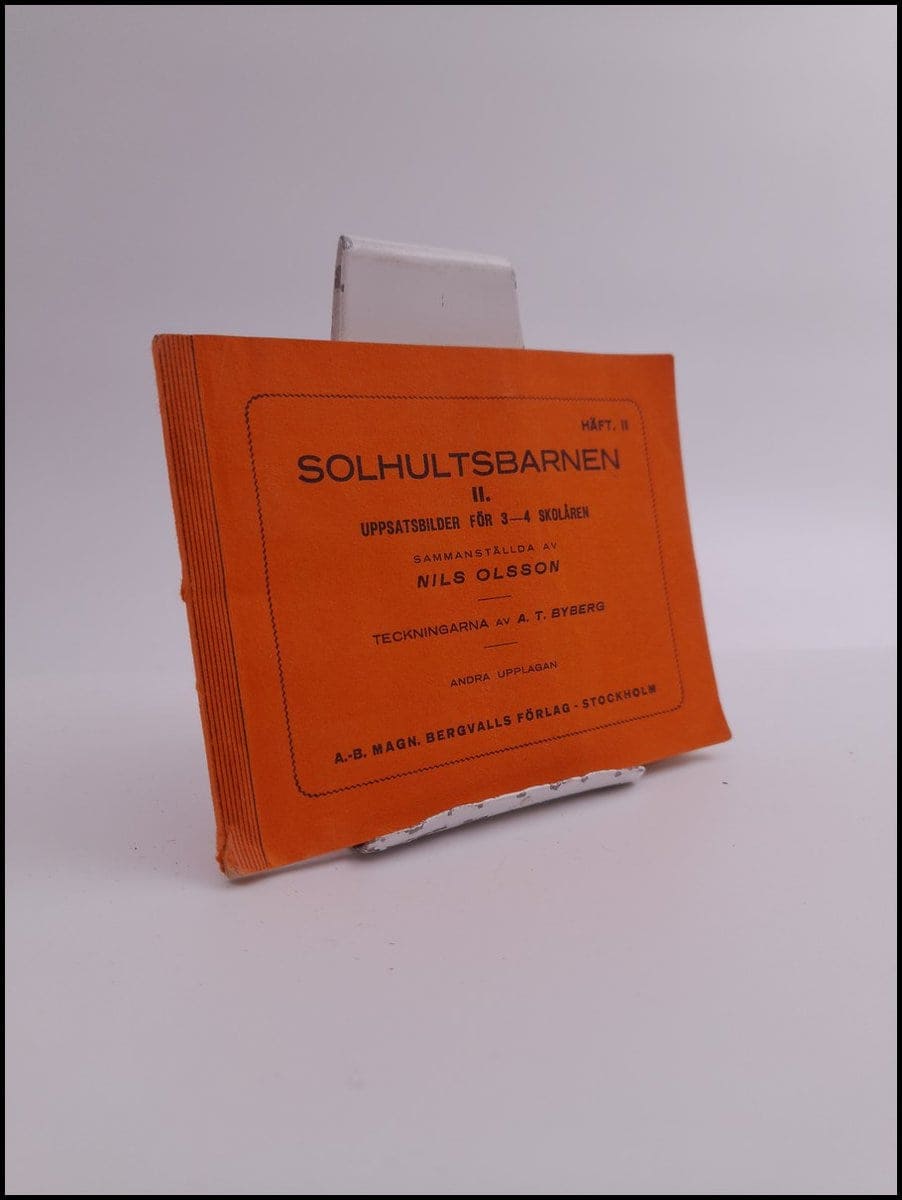 HÄFT. II
SOLHULTSBARNEN
II.
UPPSATSBILDER FÖR 3—4 SKOLÅREN
SAMMANSTÄLLDA AV
NILS OLSSON
TECKNINGARNA AV A. T. BYBERG
ANDRA UPPLAGAN
A.-B. MAGN. BERGVALLS FÖRLAG - STOCKHOLM